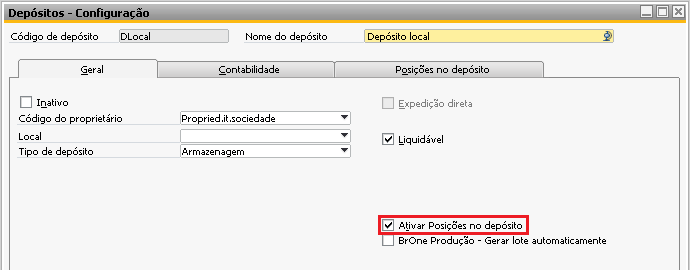 Depósitos - Configuração
Código de depósito DLocal Nome do depósito Depósito local
Geral Contabilidade Posições no depósito
Inativo Expedição direta
Código do proprietário Propried.it.sociedade
Local Liquidável
Tipo de depósito Armazenagem
Ativar Posições no depósito
BrOne Produção - Gerar lote automaticamente